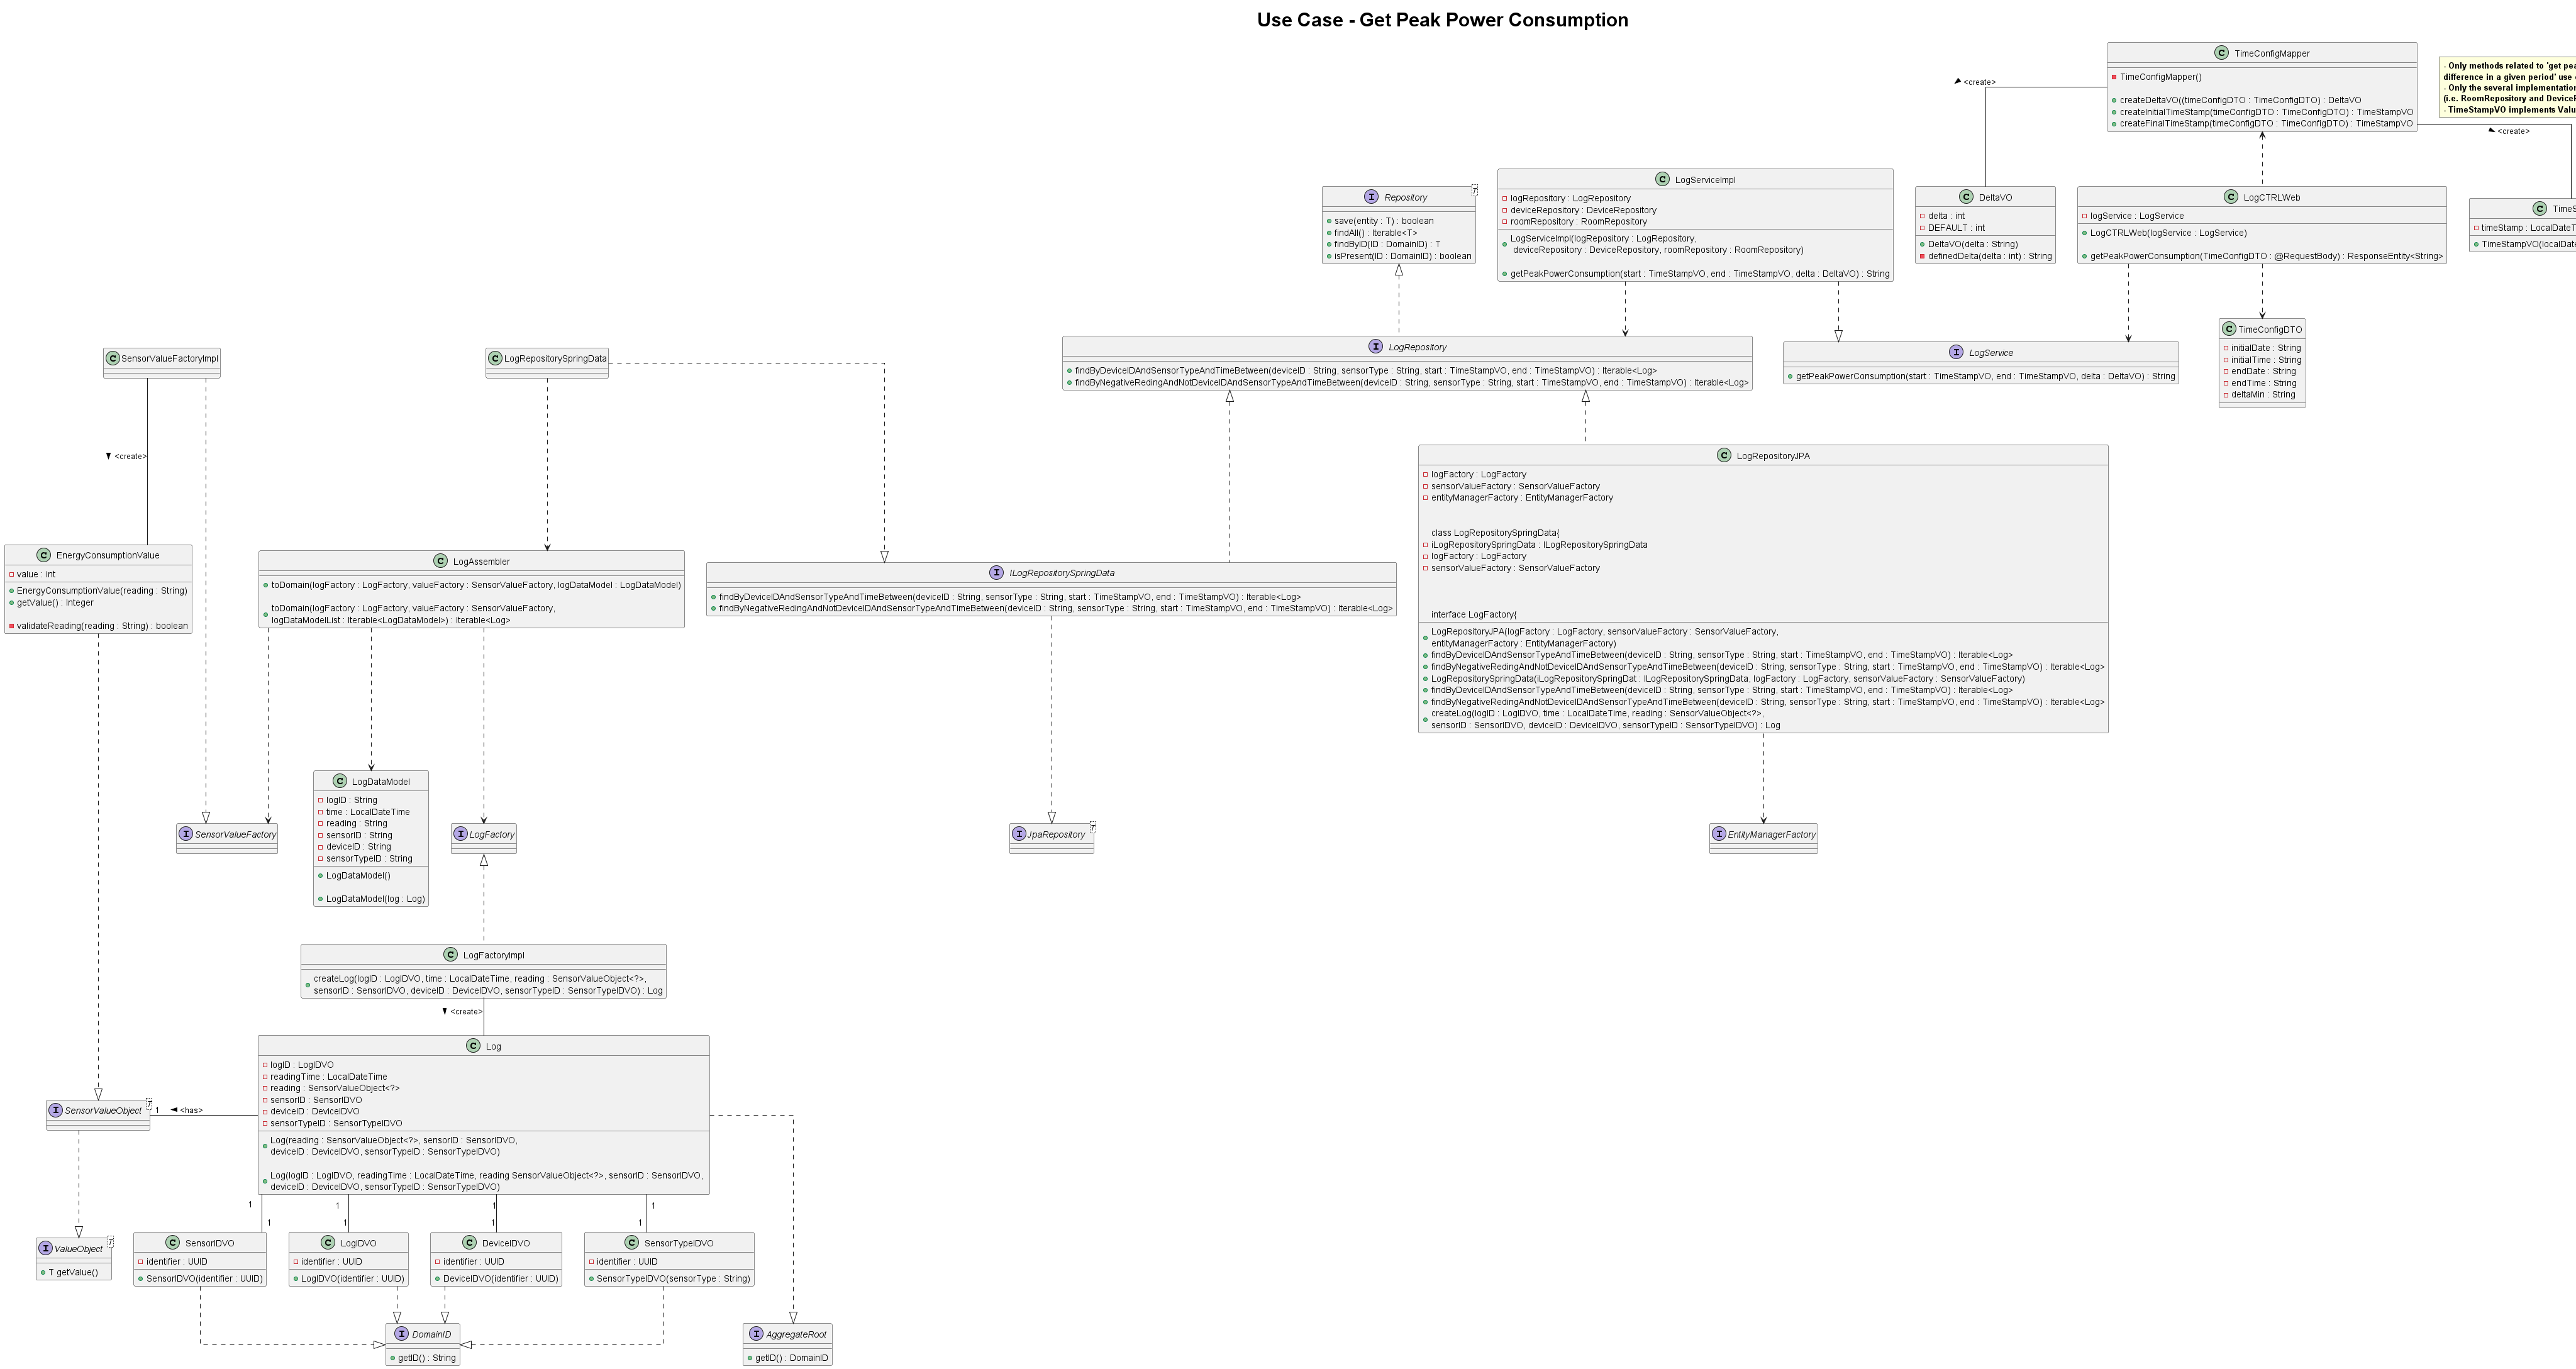 Use Case - Get Peak Power Consumption
TimeConfigMapper
TimeConfigMapper()
createDeltaVO((timeConfigDTO : TimeConfigDTO) : DeltaVO
createInitialTimeStamp(timeConfigDTO : TimeConfigDTO) : TimeStampVO
createFinalTimeStamp(timeConfigDTO : TimeConfigDTO) : TimeStampVO
- Only methods related to 'get
difference in a given period' use
- Only the several
(i.e. RoomRepository and
- TimeStampVO implements
<create>
<create>
Repository
T
save(entity : T) : boolean
findAll() : Iterable<T>
findByID(ID : DomainID) : T
isPresent(ID : DomainID) : boolean
LogServiceImpl
logRepository : LogRepository
deviceRepository : DeviceRepository
roomRepository : RoomRepository
LogServiceImpl(logRepository : LogRepository,
deviceRepository : DeviceRepository, roomRepository : RoomRepository)
getPeakPowerConsumption(start : TimeStampVO, end : TimeStampVO, delta : DeltaVO) : String
DeltaVO
delta : int
DEFAULT : int
DeltaVO(delta : String)
definedDelta(delta : int) : String
LogCTRLWeb
logService : LogService
LogCTRLWeb(logService : LogService)
getPeakPowerConsumption(TimeConfigDTO : @RequestBody) : ResponseEntity<String>
timeStamp :
SensorValueFactoryImpl
LogRepositorySpringData
LogRepository
findByDeviceIDAndSensorTypeAndTimeBetween(deviceID : String, sensorType : String, start : TimeStampVO, end : TimeStampVO) : Iterable<Log>
findByNegativeRedingAndNotDeviceIDAndSensorTypeAndTimeBetween(deviceID : String, sensorType : String, start : TimeStampVO, end : TimeStampVO) : Iterable<Log>
LogService
getPeakPowerConsumption(start : TimeStampVO, end : TimeStampVO, delta : DeltaVO) : String
TimeConfigDTO
initialDate : String
initialTime : String
endDate : String
endTime : String
deltaMin : String
<create>
LogRepositoryJPA
logFactory : LogFactory
sensorValueFactory : SensorValueFactory
entityManagerFactory : EntityManagerFactory
class LogRepositorySpringData{
iLogRepositorySpringData : ILogRepositorySpringData
logFactory : LogFactory
sensorValueFactory : SensorValueFactory
interface LogFactory{
LogRepositoryJPA(logFactory : LogFactory, sensorValueFactory : SensorValueFactory,
entityManagerFactory : EntityManagerFactory)
findByDeviceIDAndSensorTypeAndTimeBetween(deviceID : String, sensorType : String, start : TimeStampVO, end : TimeStampVO) : Iterable<Log>
findByNegativeRedingAndNotDeviceIDAndSensorTypeAndTimeBetween(deviceID : String, sensorType : String, start : TimeStampVO, end : TimeStampVO) : Iterable<Log>
LogRepositorySpringData(iLogRepositorySpringDat : ILogRepositorySpringData, logFactory : LogFactory, sensorValueFactory : SensorValueFactory)
findByDeviceIDAndSensorTypeAndTimeBetween(deviceID : String, sensorType : String, start : TimeStampVO, end : TimeStampVO) : Iterable<Log>
findByNegativeRedingAndNotDeviceIDAndSensorTypeAndTimeBetween(deviceID : String, sensorType : String, start : TimeStampVO, end : TimeStampVO) : Iterable<Log>
createLog(logID : LogIDVO, time : LocalDateTime, reading : SensorValueObject<?>,
sensorID : SensorIDVO, deviceID : DeviceIDVO, sensorTypeID : SensorTypeIDVO) : Log
EnergyConsumptionValue
value : int
EnergyConsumptionValue(reading : String)
getValue() : Integer
validateReading(reading : String) : boolean
LogAssembler
toDomain(logFactory : LogFactory, valueFactory : SensorValueFactory, logDataModel : LogDataModel)
toDomain(logFactory : LogFactory, valueFactory : SensorValueFactory,
logDataModelList : Iterable<LogDataModel>) : Iterable<Log>
ILogRepositorySpringData
findByDeviceIDAndSensorTypeAndTimeBetween(deviceID : String, sensorType : String, start : TimeStampVO, end : TimeStampVO) : Iterable<Log>
findByNegativeRedingAndNotDeviceIDAndSensorTypeAndTimeBetween(deviceID : String, sensorType : String, start : TimeStampVO, end : TimeStampVO) : Iterable<Log>
LogDataModel
logID : String
time : LocalDateTime
reading : String
sensorID : String
deviceID : String
sensorTypeID : String
LogDataModel()
LogDataModel(log : Log)
SensorValueFactory
LogFactory
JpaRepository
T
EntityManagerFactory
LogFactoryImpl
createLog(logID : LogIDVO, time : LocalDateTime, reading : SensorValueObject<?>,
sensorID : SensorIDVO, deviceID : DeviceIDVO, sensorTypeID : SensorTypeIDVO) : Log
<create>
Log
logID : LogIDVO
readingTime : LocalDateTime
reading : SensorValueObject<?>
sensorID : SensorIDVO
deviceID : DeviceIDVO
sensorTypeID : SensorTypeIDVO
Log(reading : SensorValueObject<?>, sensorID : SensorIDVO,
deviceID : DeviceIDVO, sensorTypeID : SensorTypeIDVO)
Log(logID : LogIDVO, readingTime : LocalDateTime, reading SensorValueObject<?>, sensorID : SensorIDVO,
deviceID : DeviceIDVO, sensorTypeID : SensorTypeIDVO)
SensorValueObject
T
1
<has>
1
1
1
1
1
1
1
1
ValueObject
T
T getValue()
SensorIDVO
identifier : UUID
SensorIDVO(identifier : UUID)
LogIDVO
identifier : UUID
LogIDVO(identifier : UUID)
DeviceIDVO
identifier : UUID
DeviceIDVO(identifier : UUID)
SensorTypeIDVO
identifier : UUID
SensorTypeIDVO(sensorType : String)
DomainID
getID() : String
AggregateRoot
getID() : DomainID